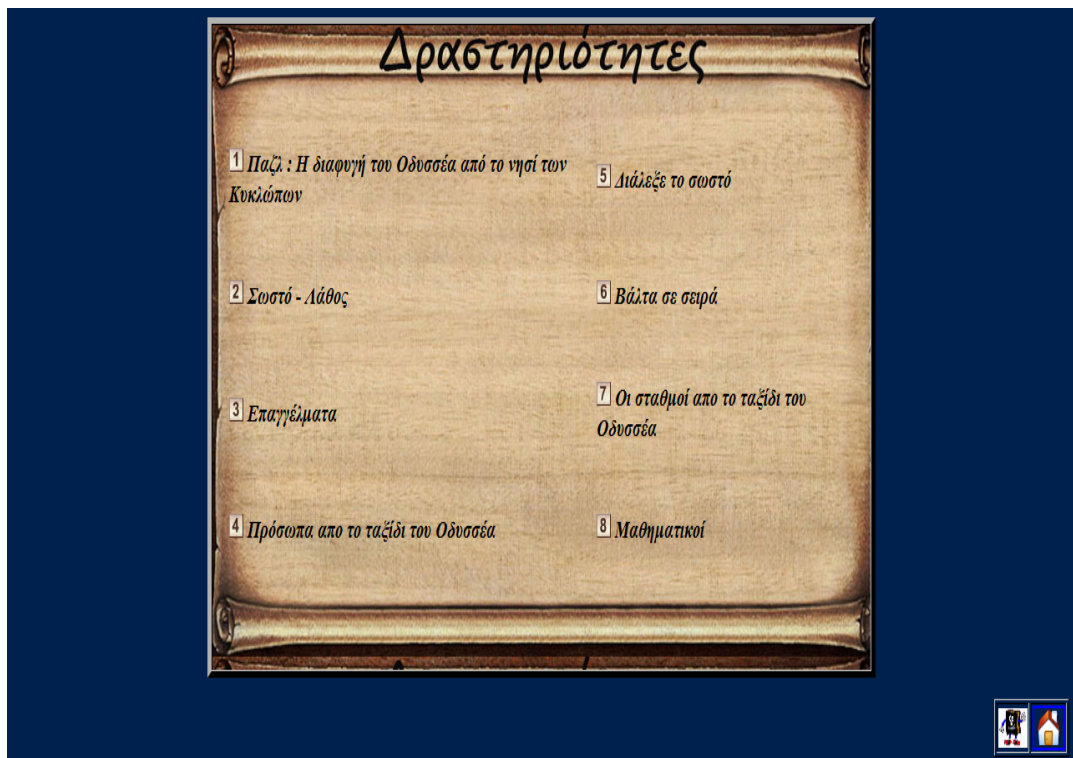 Δραστηριότητες
1 Παζλ : Η διαφυγή του Οδυσσέα από το νησί των
Κυκλώπων
2 Σωστό - Λάθος
3 Επαγγέλματα
4 Πρόσωπα απο το ταξίδι του Οδυσσέα
5 Διάλεξε το σωστό
6 Βάλτα σε σειρά
7 Οι σταθμοί απο το ταξίδι του
Οδυσσέα
8 Μαθηματικοί